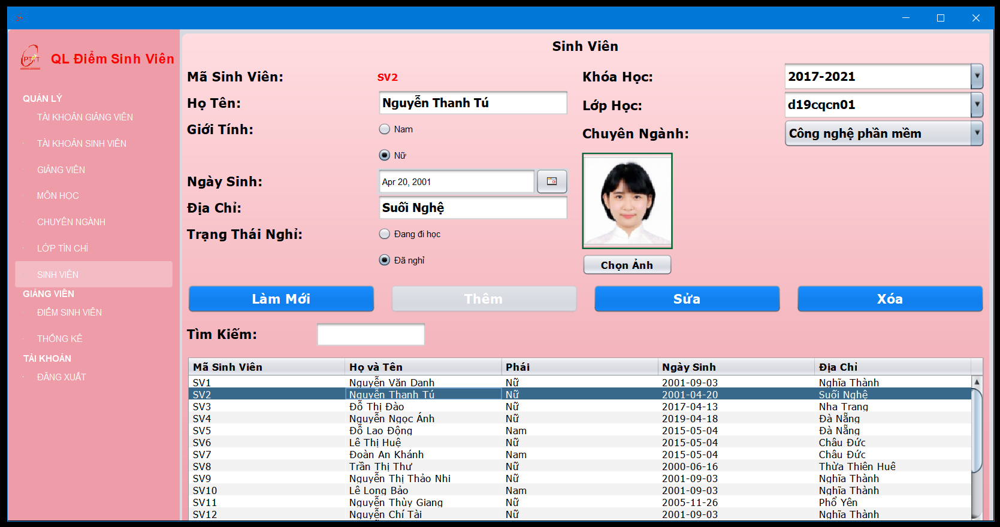 PTIT
QL Điểm Sinh Viên
QUẢN LÝ
TÀI KHOẢN GIẢNG VIÊN
TÀI KHOẢN SINH VIÊN
GIẢNG VIÊN
MÔN HỌC
CHUYÊN NGÀNH
LỚP TÍN CHỈ
SINH VIÊN
GIẢNG VIÊN
ĐIỂM SINH VIÊN
THỐNG KÊ
TÀI KHOẢN
ĐĂNG XUẤT
Sinh Viên
Mã Sinh Viên: SV2
Họ Tên: Nguyễn Thanh Tú
Giới Tính: Nam
Nữ
Ngày Sinh: Apr 20, 2001
Địa Chỉ: Suối Nghệ
Trạng Thái Nghỉ: Đang đi học
Đã nghỉ
Khóa Học: 2017-2021
Lớp Học: d19cqcn01
Chuyên Ngành: Công nghệ phần mềm
Chọn Ảnh
Làm Mới Thêm Sửa Xóa
Tìm Kiếm:
Mã Sinh Viên Họ và Tên Phái Ngày Sinh Địa Chỉ
SV1 Nguyễn Văn Danh Nữ 2001-09-03 Nghĩa Thành
SV2 Nguyễn Thanh Tú Nữ 2001-04-20 Suối Nghệ
SV3 Đỗ Thị Đào Nữ 2017-04-13 Nha Trang
SV4 Nguyễn Ngọc Ánh Nữ 2019-04-18 Đà Nẵng
SV5 Đỗ Lao Động Nam 2015-05-04 Đà Nẵng
SV6 Lê Thị Huệ Nữ 2015-05-04 Châu Đức
SV7 Đoàn An Khánh Nam 2015-05-04 Châu Đức
SV8 Trần Thị Thư Nữ 2000-06-16 Thừa Thiên Huế
SV9 Nguyễn Thị Thảo Nhi Nữ 2001-09-03 Nghĩa Thành
SV10 Lê Long Bảo Nam 2001-09-03 Nghĩa Thành
SV11 Nguyễn Thùy Giang Nữ 2005-11-26 Phổ Yên
SV12 Nguyễn Chí Tài Nữ 2001-09-03 Nghĩa Thành